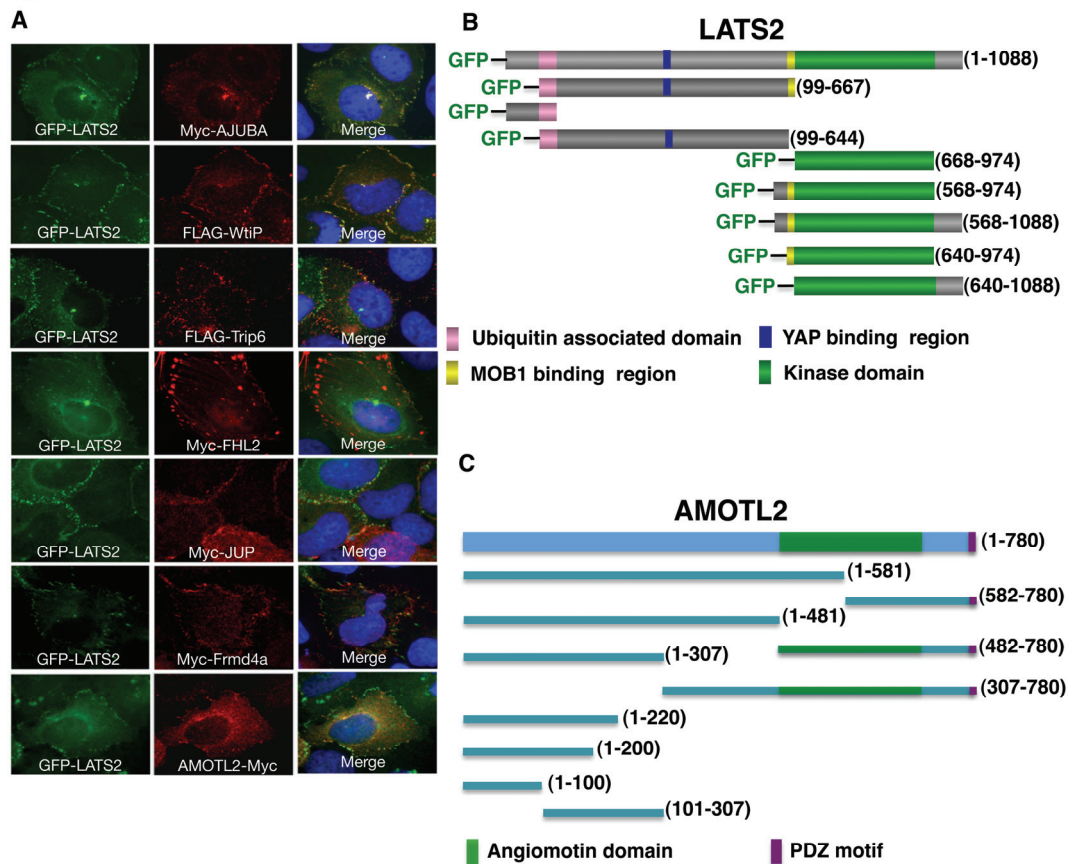 A
GFP-LATS2 Myc-AJUBA Merge
GFP-LATS2 FLAG-WtiP Merge
GFP-LATS2 FLAG-Trip6 Merge
GFP-LATS2 Myc-FHL2 Merge
GFP-LATS2 Myc-JUP Merge
GFP-LATS2 Myc-Frmd4a Merge
GFP-LATS2 AMOTL2-Myc Merge
B
LATS2
GFP (1-1088)
GFP (99-667)
GFP
GFP (99-644)
GFP (668-974)
GFP (568-974)
GFP (568-1088)
GFP (640-974)
GFP (640-1088)
Ubiquitin associated domain YAP binding region
MOB1 binding region Kinase domain
C
AMOTL2
(1-780)
(1-581)
(582-780)
(1-481)
(482-780)
(1-307)
(307-780)
(1-220)
(1-200)
(1-100)
(101-307)
Angiomotin domain PDZ motif